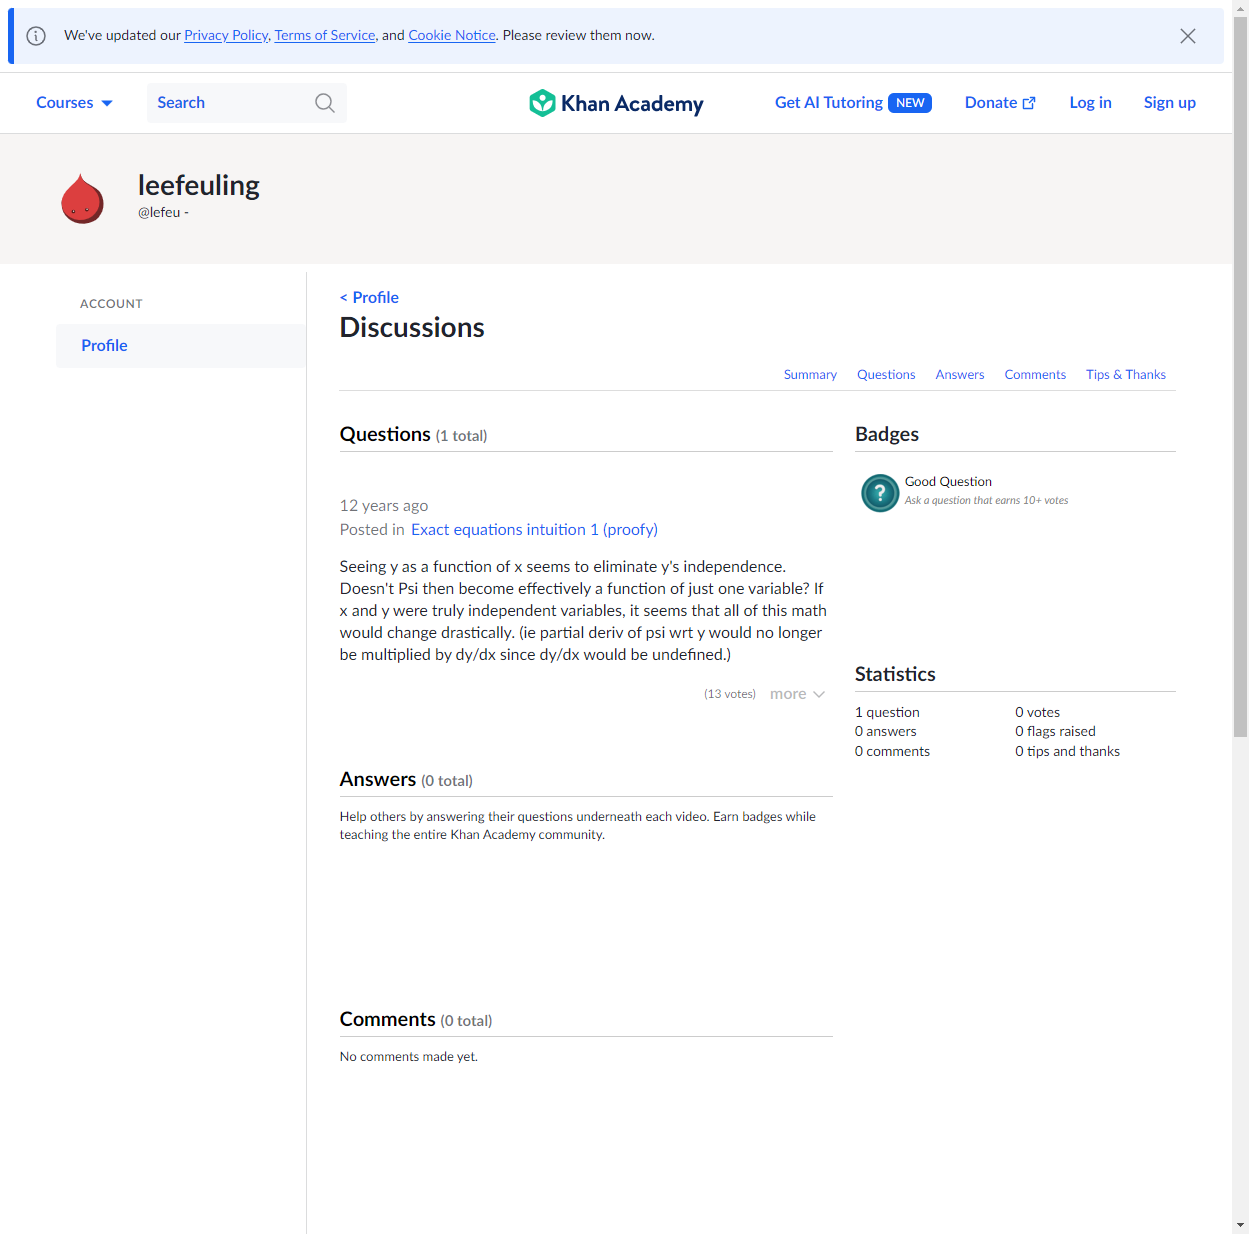 We've updated our Privacy Policy, Terms of Service, and Cookie Notice. Please review them now.
Courses
Search
Khan Academy
Get AI Tutoring NEW
Donate
Log in
Sign up
leefeuling
@lefeu -
ACCOUNT
Profile
< Profile
Discussions
Summary
Questions
Answers
Comments
Tips & Thanks
Questions (1 total)
12 years ago
Posted in Exact equations intuition 1 (proofy)
Seeing y as a function of x seems to eliminate y's independence.
Doesn't Psi then become effectively a function of just one variable? If
x and y were truly independent variables, it seems that all of this math
would change drastically. (ie partial deriv of psi wrt y would no longer
be multiplied by dy/dx since dy/dx would be undefined.)
(13 votes)
more
Answers (0 total)
Help others by answering their questions underneath each video. Earn badges while
teaching the entire Khan Academy community.
Comments (0 total)
No comments made yet.
Badges
?
Good Question
Ask a question that earns 10+ votes
Statistics
1 question
0 votes
0 answers
0 flags raised
0 comments
0 tips and thanks